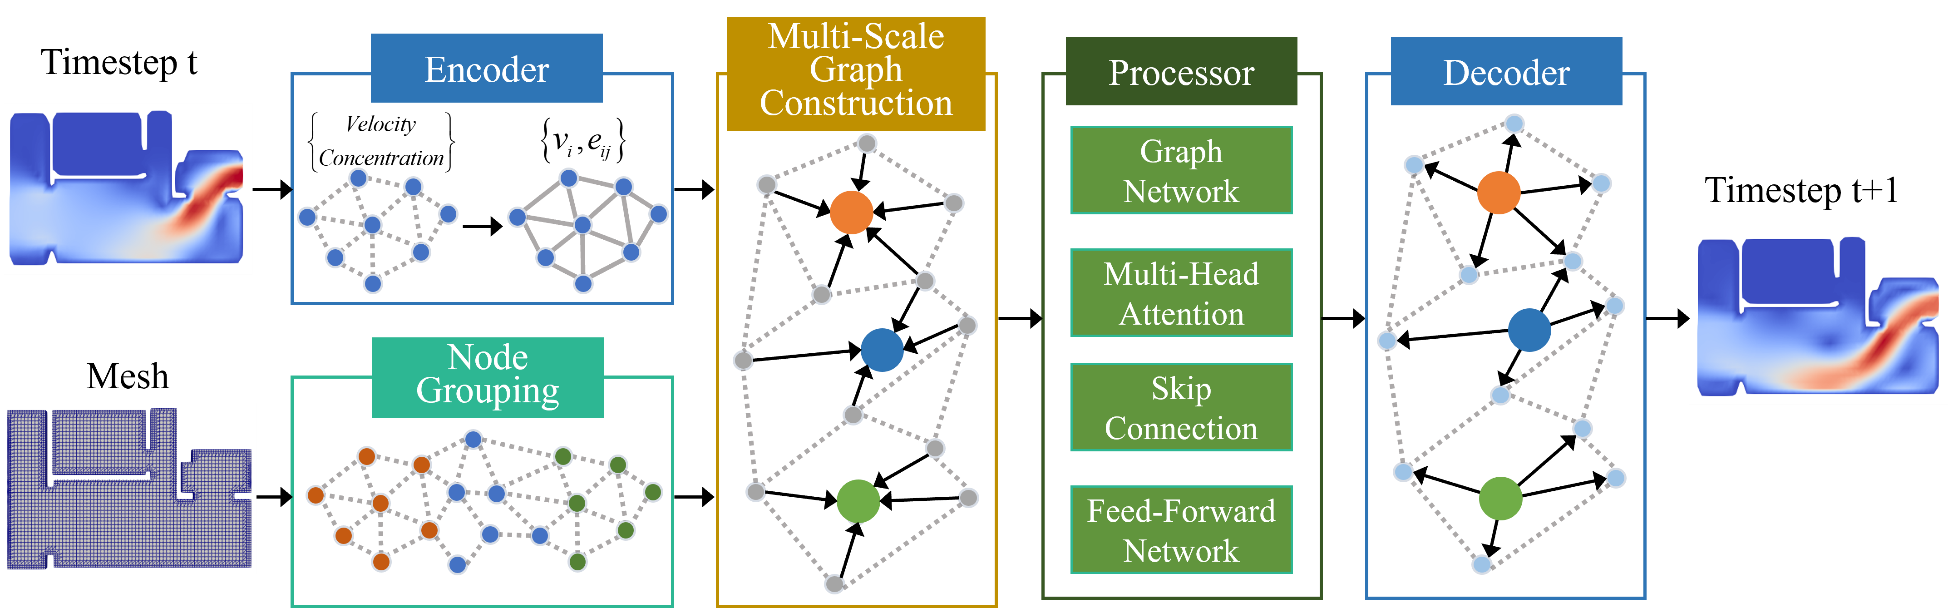 Timestep t
Encoder
Velocity
Concentration
{v_i, e_ij}
Mesh
Node
Grouping
Multi-Scale
Graph
Construction
Processor
Graph
Network
Multi-Head
Attention
Skip
Connection
Feed-Forward
Network
Decoder
Timestep t+1